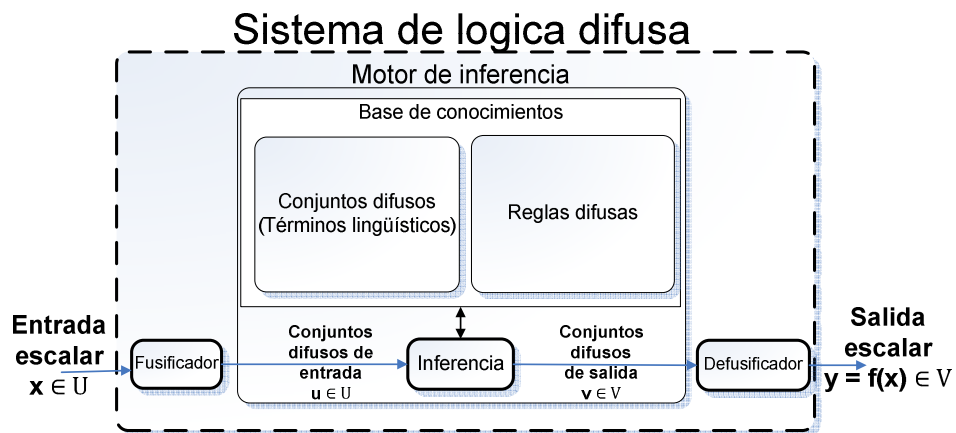 Sistema de logica difusa
Motor de inferencia
Base de conocimientos
Conjuntos difusos
(Términos lingüísticos)
Reglas difusas
Entrada
escalar
x ∈ U
Fusificador
Conjuntos
difusos de
entrada
u ∈ U
Inferencia
Conjuntos
difusos
de salida
v ∈ V
Defusificador
Salida
escalar
y = f(x) ∈ V